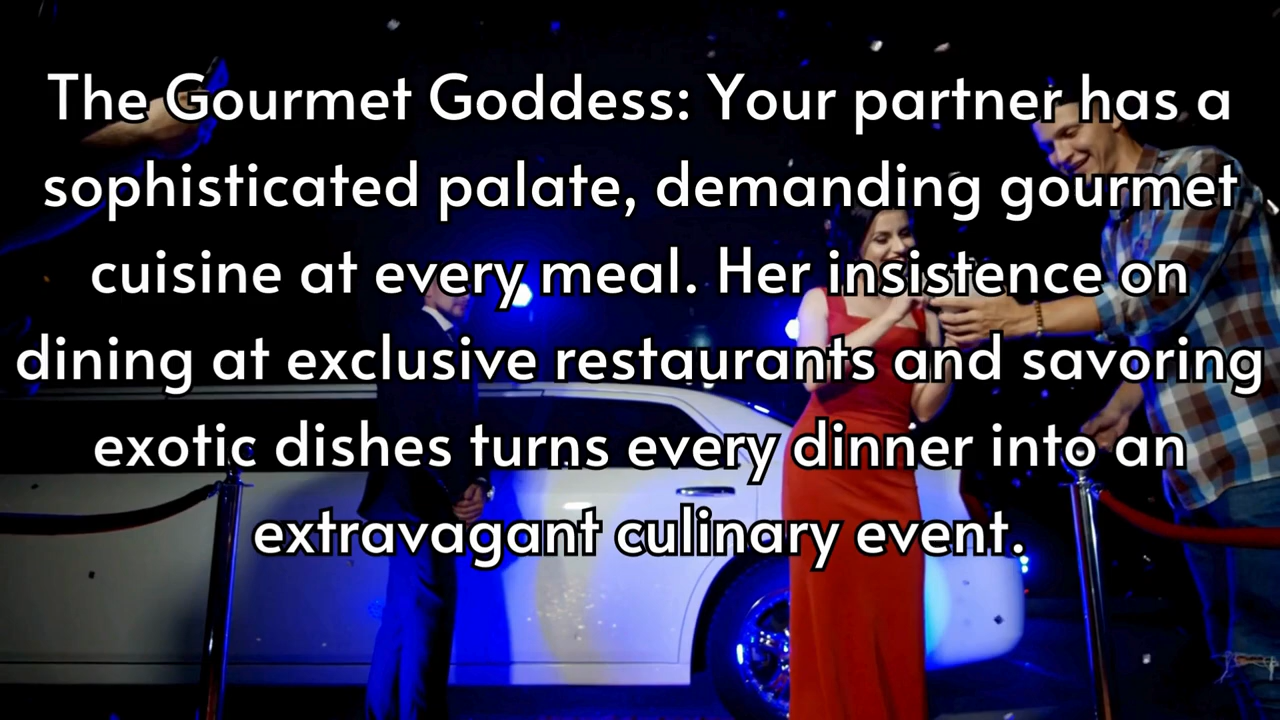 The Gourmet Goddess: Your partner has a
sophisticated palate, demanding gourmet
cuisine at every meal. Her insistence on
dining at exclusive restaurants and savoring
exotic dishes turns every dinner into an
extravagant culinary event.